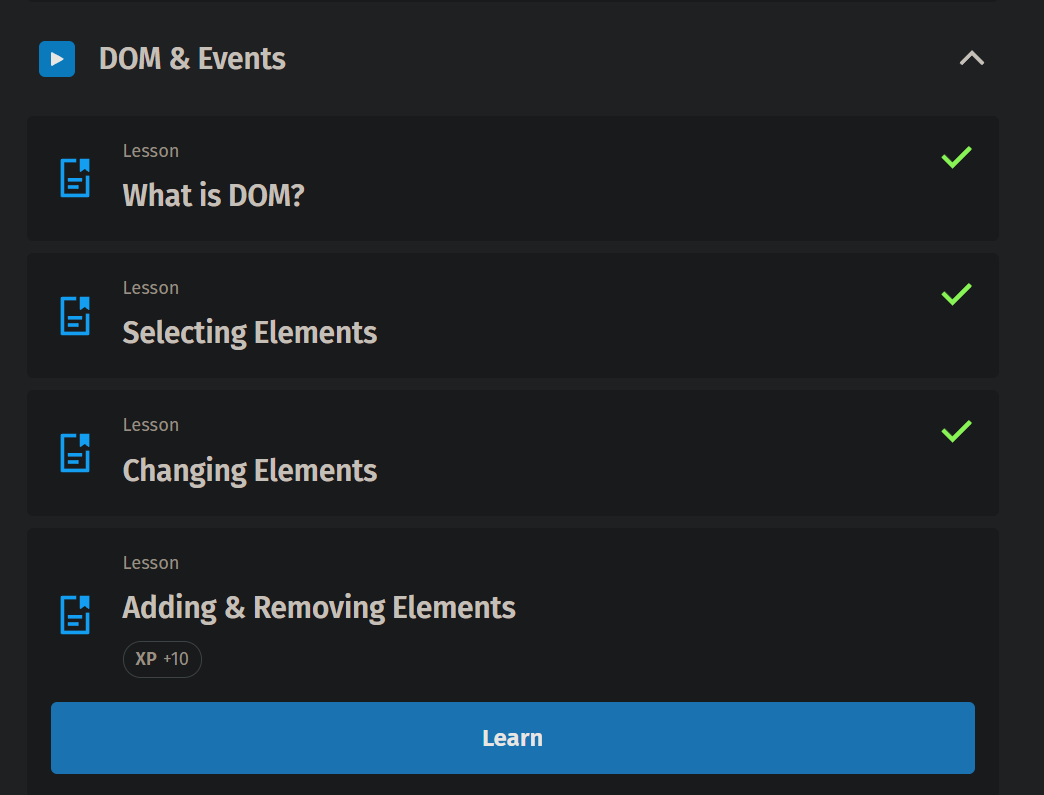 DOM & Events
Lesson
What is DOM?
Lesson
Selecting Elements
Lesson
Changing Elements
Lesson
Adding & Removing Elements
XP +10
Learn